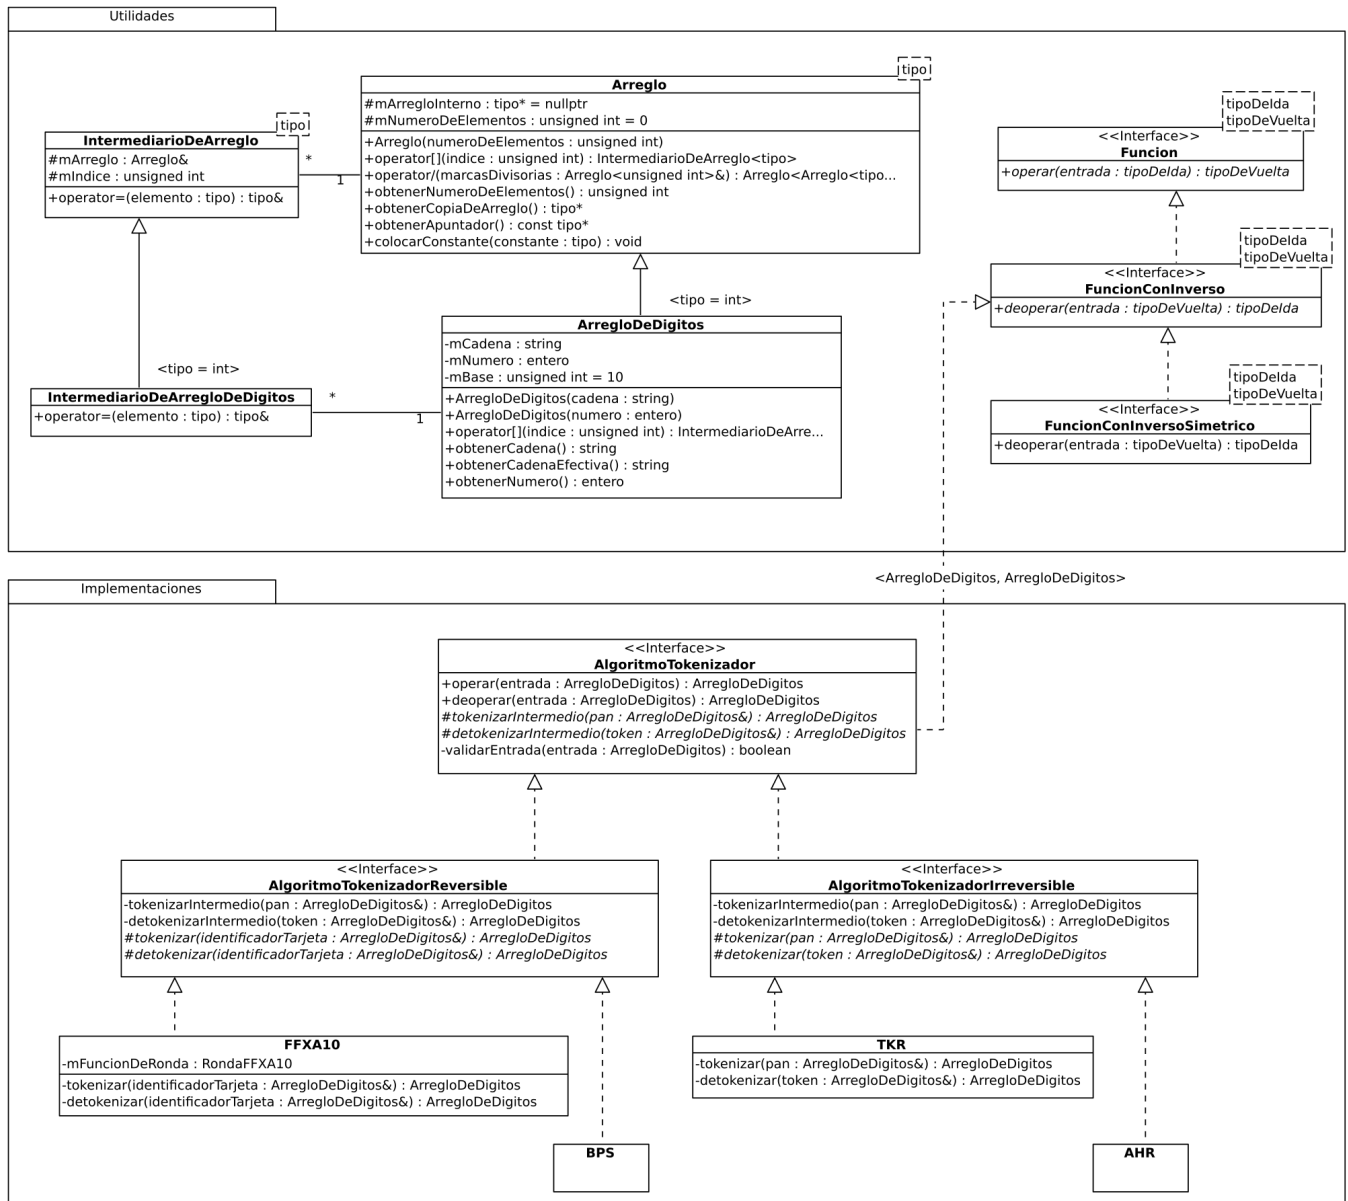 Utilidades
tipo
Arreglo
#mArregloInterno : tipo* = nullptr
#mNumeroDeElementos : unsigned int = 0
+Arreglo(numeroDeElementos : unsigned int)
+operator[](indice : unsigned int) : IntermediarioDeArreglo<tipo>
+operator/(marcasDivisorias : Arreglo<unsigned int>&) : Arreglo<Arreglo<tipo...
+obtenerNumeroDeElementos() : unsigned int
+obtenerCopiaDeArreglo() : tipo*
+obtenerApuntador() : const tipo*
+colocarConstante(constante : tipo) : void
tipo
IntermediarioDeArreglo
#mArreglo : Arreglo&
#mIndice : unsigned int
+operator=(elemento : tipo) : tipo&
*
1
tipoDeIda
tipoDeVuelta
<<Interface>>
Funcion
+operar(entrada : tipoDeIda) : tipoDeVuelta
tipoDeIda
tipoDeVuelta
<<Interface>>
FuncionConInverso
+deoperar(entrada : tipoDeVuelta) : tipoDeIda
tipoDeIda
tipoDeVuelta
<<Interface>>
FuncionConInversoSimetrico
+deoperar(entrada : tipoDeVuelta) : tipoDeIda
<tipo = int>
ArregloDeDigitos
-mCadena : string
-mNumero : entero
-mBase : unsigned int = 10
+ArregloDeDigitos(cadena : string)
+ArregloDeDigitos(numero : entero)
+operator[](indice : unsigned int) : IntermediarioDeArre...
+obtenerCadena() : string
+obtenerCadenaEfectiva() : string
+obtenerNumero() : entero
<tipo = int>
IntermediarioDeArregloDeDigitos
+operator=(elemento : tipo) : tipo&
*
1
<ArregloDeDigitos, ArregloDeDigitos>
Implementaciones
<<Interface>>
AlgoritmoTokenizador
+operar(entrada : ArregloDeDigitos) : ArregloDeDigitos
+deoperar(entrada : ArregloDeDigitos) : ArregloDeDigitos
#tokenizarIntermedio(pan : ArregloDeDigitos&) : ArregloDeDigitos
#detokenizarIntermedio(token : ArregloDeDigitos&) : ArregloDeDigitos
-validarEntrada(entrada : ArregloDeDigitos) : boolean
<<Interface>>
AlgoritmoTokenizadorReversible
-tokenizarIntermedio(pan : ArregloDeDigitos&) : ArregloDeDigitos
-detokenizarIntermedio(token : ArregloDeDigitos&) : ArregloDeDigitos
#tokenizar(identificadorTarjeta : ArregloDeDigitos&) : ArregloDeDigitos
#detokenizar(identificadorTarjeta : ArregloDeDigitos&) : ArregloDeDigitos
<<Interface>>
AlgoritmoTokenizadorIrreversible
-tokenizarIntermedio(pan : ArregloDeDigitos&) : ArregloDeDigitos
-detokenizarIntermedio(token : ArregloDeDigitos&) : ArregloDeDigitos
#tokenizar(pan : ArregloDeDigitos&) : ArregloDeDigitos
#detokenizar(token : ArregloDeDigitos&) : ArregloDeDigitos
FFXA10
-mFuncionDeRonda : RondaFFXA10
-tokenizar(identificadorTarjeta : ArregloDeDigitos&) : ArregloDeDigitos
-detokenizar(identificadorTarjeta : ArregloDeDigitos&) : ArregloDeDigitos
TKR
-tokenizar(pan : ArregloDeDigitos&) : ArregloDeDigitos
-detokenizar(token : ArregloDeDigitos&) : ArregloDeDigitos
BPS
AHR